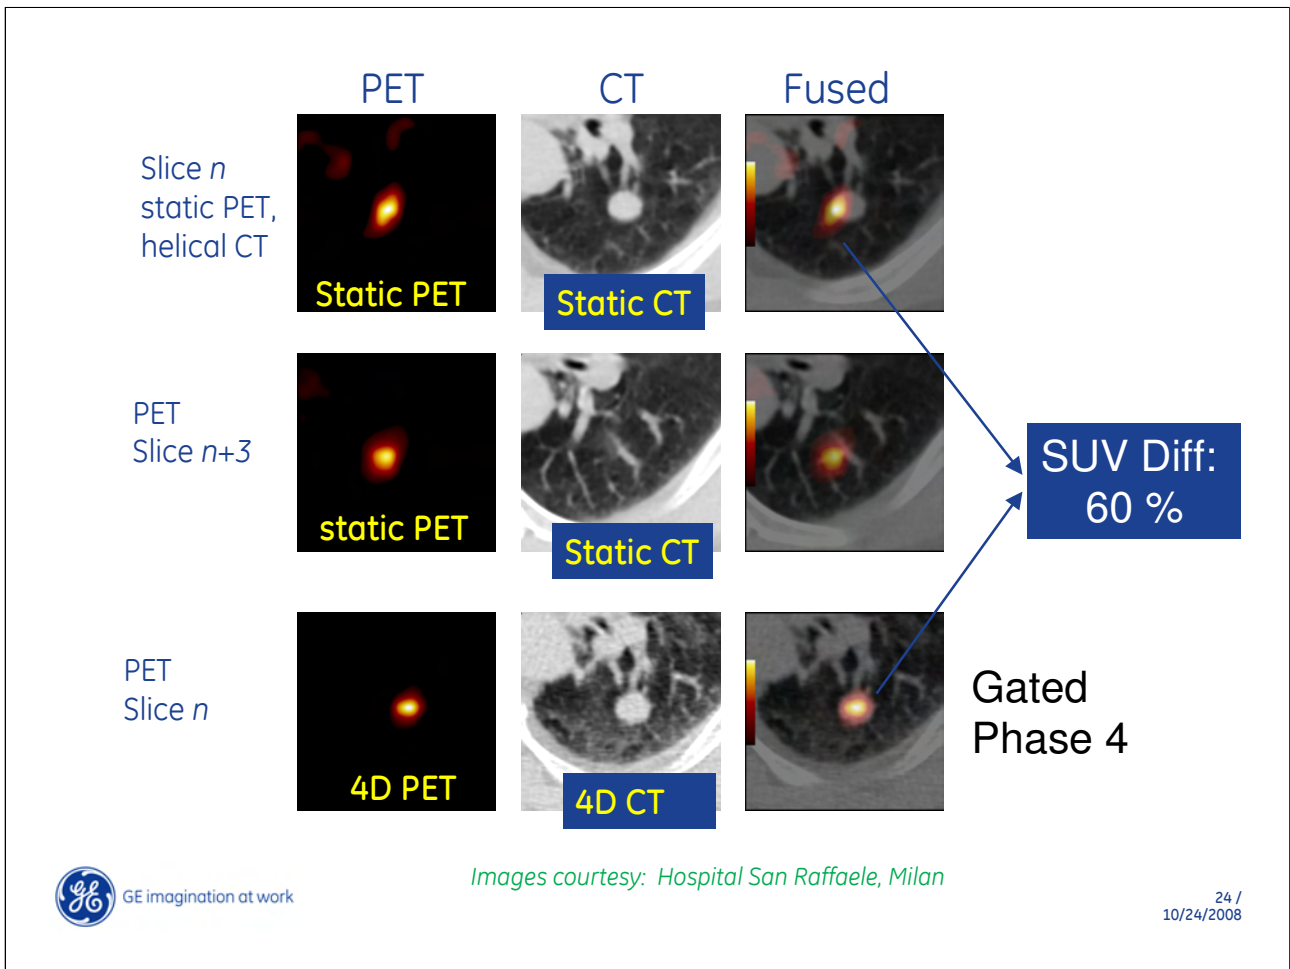 PET CT Fused
Slice n
static PET,
helical CT
Static PET
Static CT
PET
Slice n+3
static PET
Static CT
SUV Diff:
60 %
PET
Slice n
4D PET
4D CT
Gated
Phase 4
Images courtesy: Hospital San Raffaele, Milan
GE imagination at work
24 /
10/24/2008